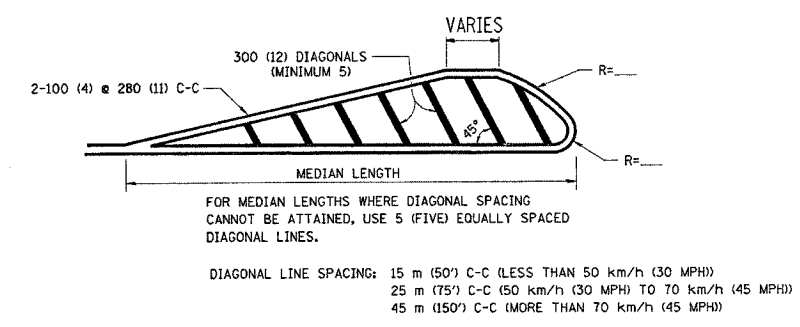 VARIES
300 (12) DIAGONALS
(MINIMUM 5)
R=___
2-100 (4) @ 280 (11) C-C
45°
R=___
MEDIAN LENGTH
FOR MEDIAN LENGTHS WHERE DIAGONAL SPACING
CANNOT BE ATTAINED, USE 5 (FIVE) EQUALLY SPACED
DIAGONAL LINES.
DIAGONAL LINE SPACING: 15 m (50') C-C (LESS THAN 50 km/h (30 MPH))
25 m (75') C-C (50 km/h (30 MPH) TO 70 km/h (45 MPH))
45 m (150') C-C (MORE THAN 70 km/h (45 MPH))